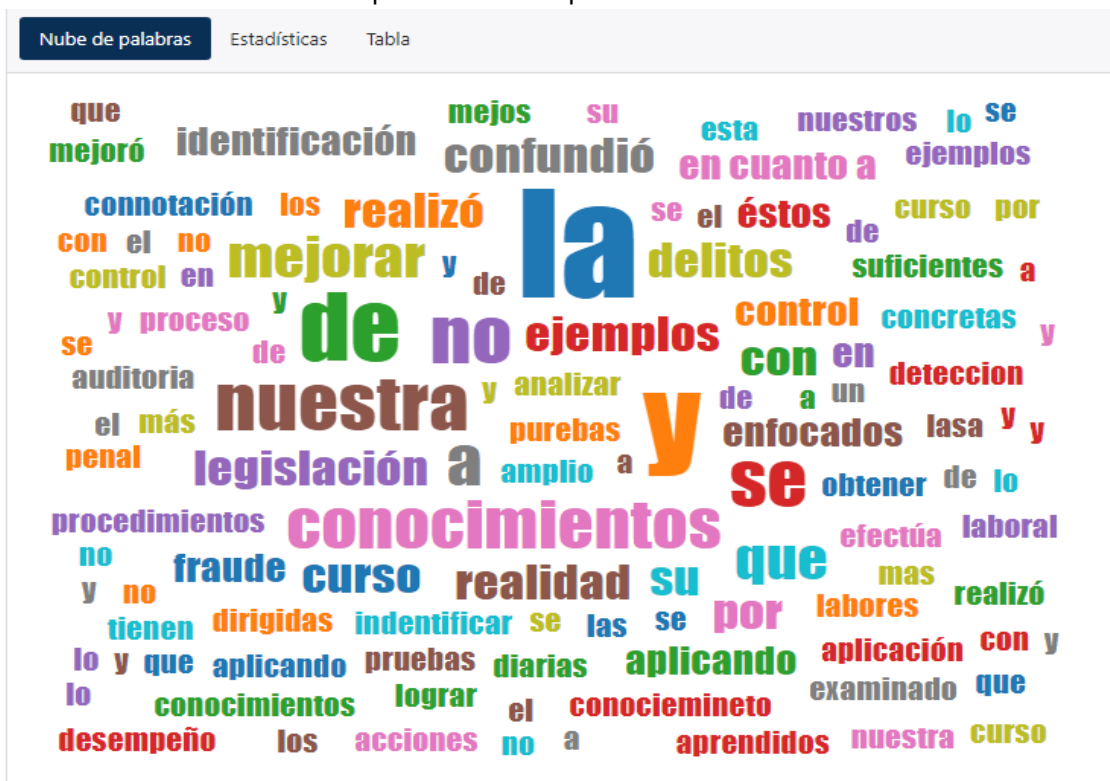 Nube de palabras Estadísticas Tabla
que mejos su esta nuestros lo se
mejoró identificación confundió en cuanto a ejemplos
connotación los realizó la se el éstos de curso por
con el no mejorar y de delitos suficientes a
control en
y proceso y de no ejemplos control concretas y
se de con en
auditoria nuestra y analizar de a un deteccion
el más purebas y enfocados lasa y y
penal legislación a amplio a se obtener de lo
procedimientos conocimientos efectúa laboral
no fraude curso realidad su que mas
y no por labores realizó
tienen dirigidas indentificar se las se
lo y que aplicando pruebas diarias aplicando aplicación con y
lo conocimientos lograr el conociemineto examinado que
desempeño los acciones no a aprendidos nuestra curso